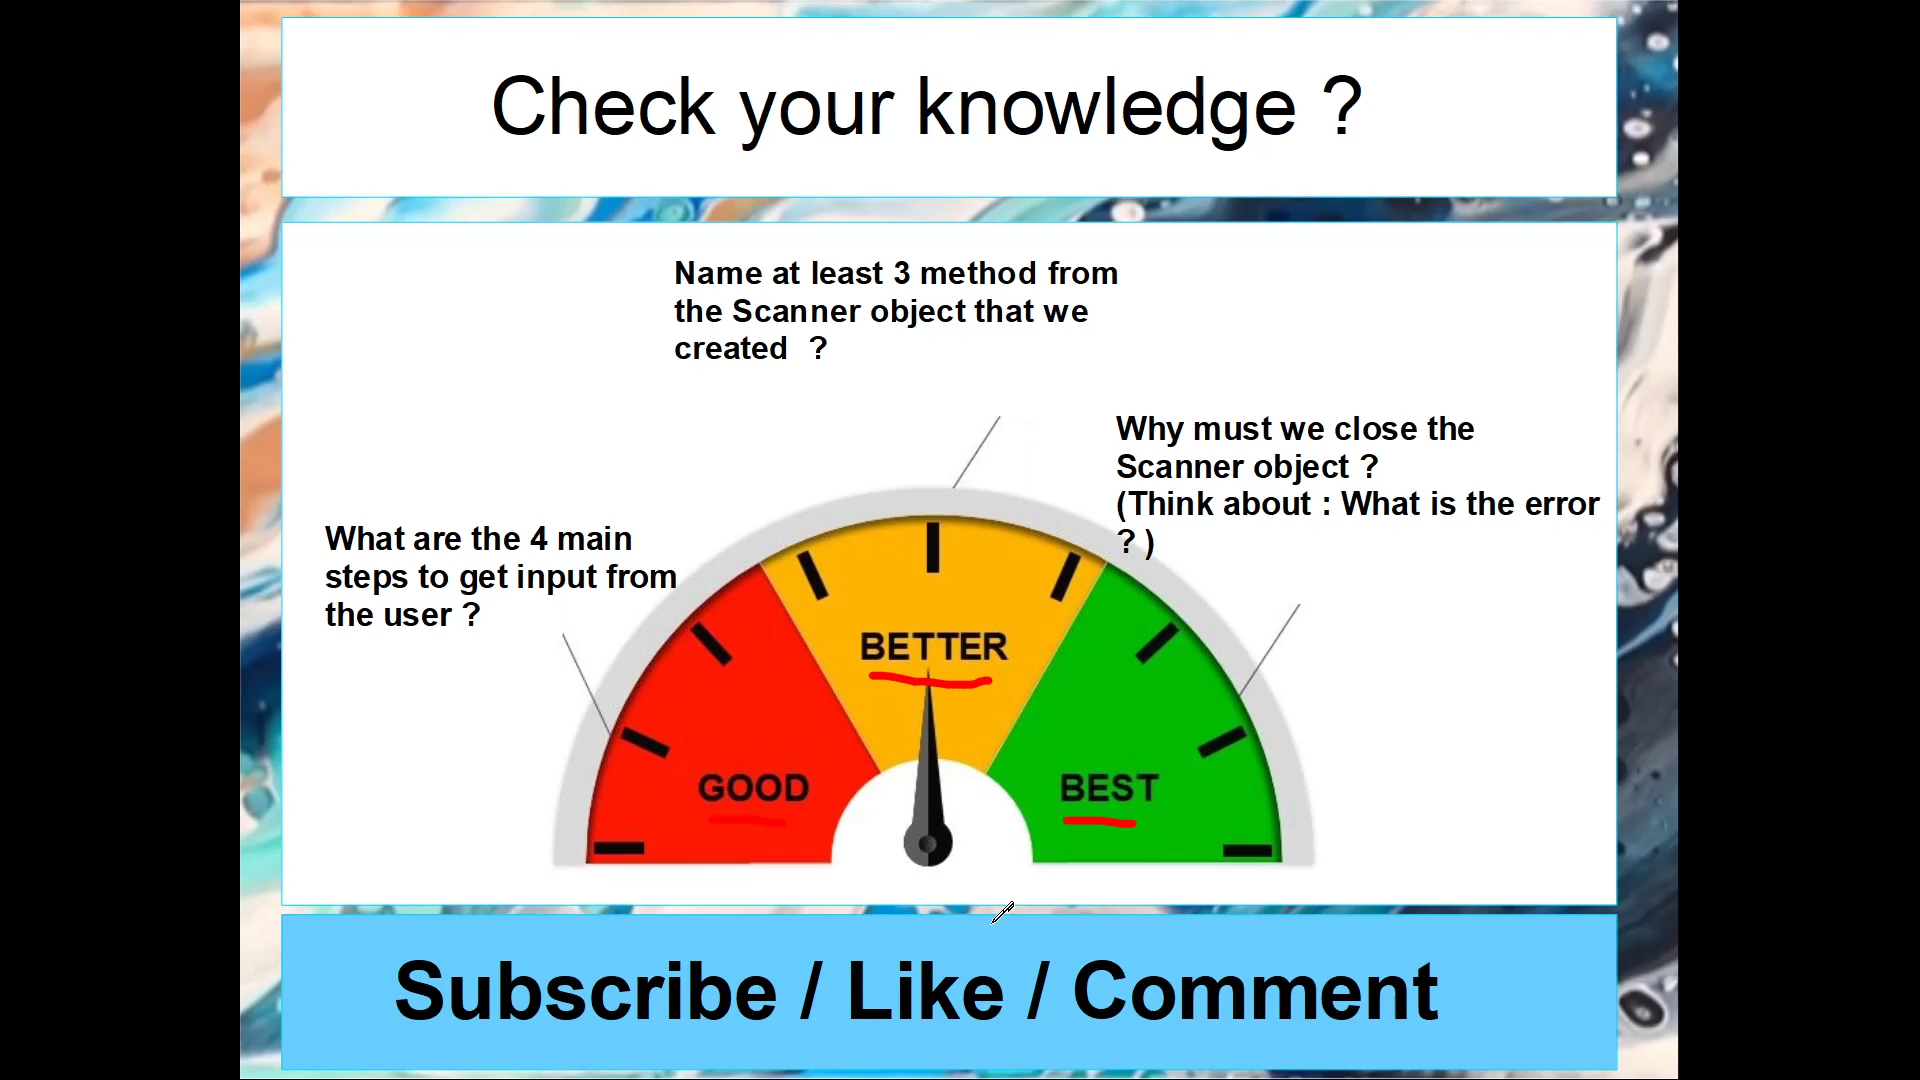 Check your knowledge ?
Name at least 3 method from
the Scanner object that we
created ?
Why must we close the
Scanner object ?
(Think about : What is the error
? )
What are the 4 main
steps to get input from
the user ?
BETTER
GOOD
BEST
Subscribe / Like / Comment